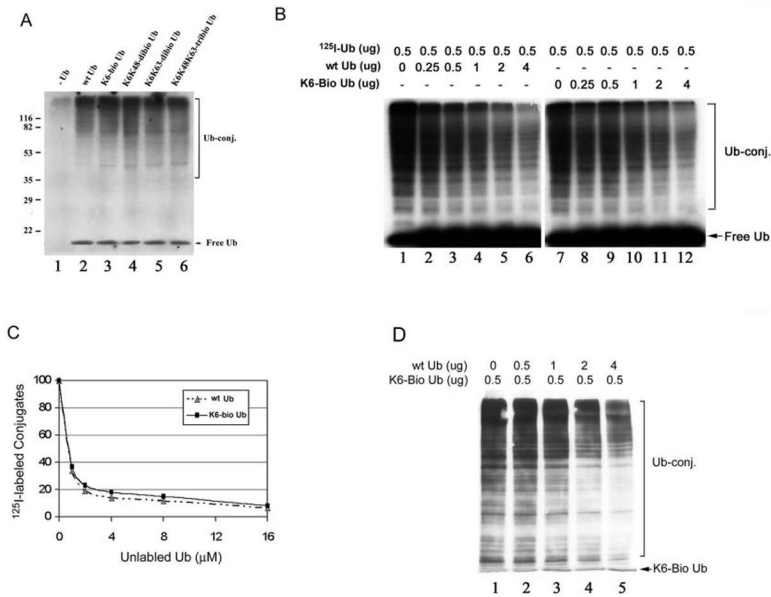 A
- Ub
wt Ub
K6-bio Ub
K6K48-dibio Ub
K6K63-dibio Ub
K6K48K63-tribio Ub
116
82
53
35
29
22
Ub-conj.
Free Ub
1 2 3 4 5 6
B
125I-Ub (ug) 0.5 0.5 0.5 0.5 0.5 0.5 0.5 0.5 0.5 0.5 0.5 0.5
wt Ub (ug) 0 0.25 0.5 1 2 4 - - - - - -
K6-Bio Ub (ug) - - - - - - 0 0.25 0.5 1 2 4
Ub-conj.
Free Ub
1 2 3 4 5 6 7 8 9 10 11 12
C
125I-labeled Conjugates
100
80
60
40
20
0
0 4 8 12 16
Unlabled Ub (µM)
wt Ub
K6-bio Ub
D
wt Ub (ug) 0 0.5 1 2 4
K6-Bio Ub (ug) 0.5 0.5 0.5 0.5 0.5
Ub-conj.
K6-Bio Ub
1 2 3 4 5